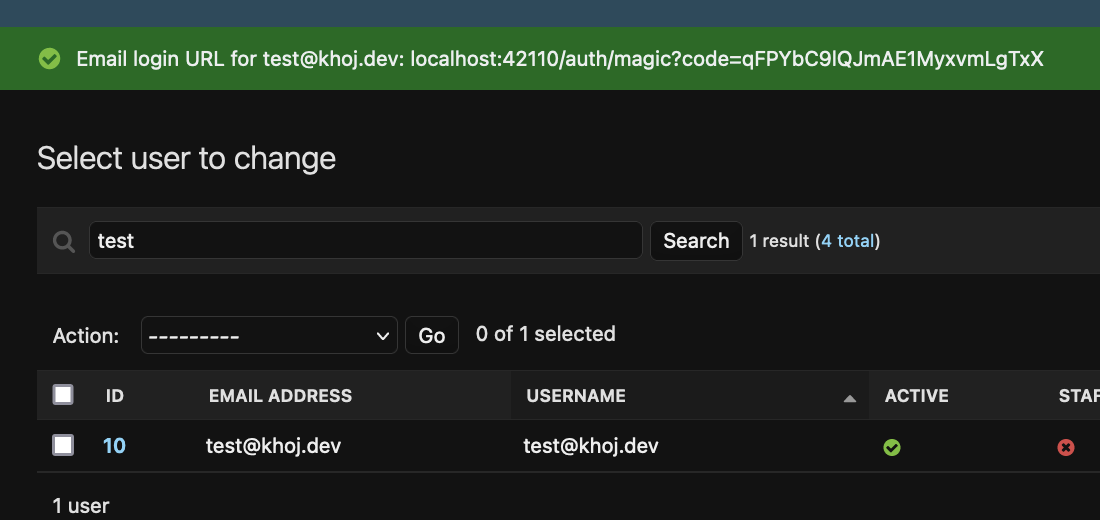 Email login URL for test@khoj.dev: localhost:42110/auth/magic?code=qFPYbC9lQJmAE1MyxvmLgTxX
Select user to change
test Search 1 result (4 total)
Action: --------- Go 0 of 1 selected
ID EMAIL ADDRESS USERNAME ACTIVE STAF
10 test@khoj.dev test@khoj.dev
1 user